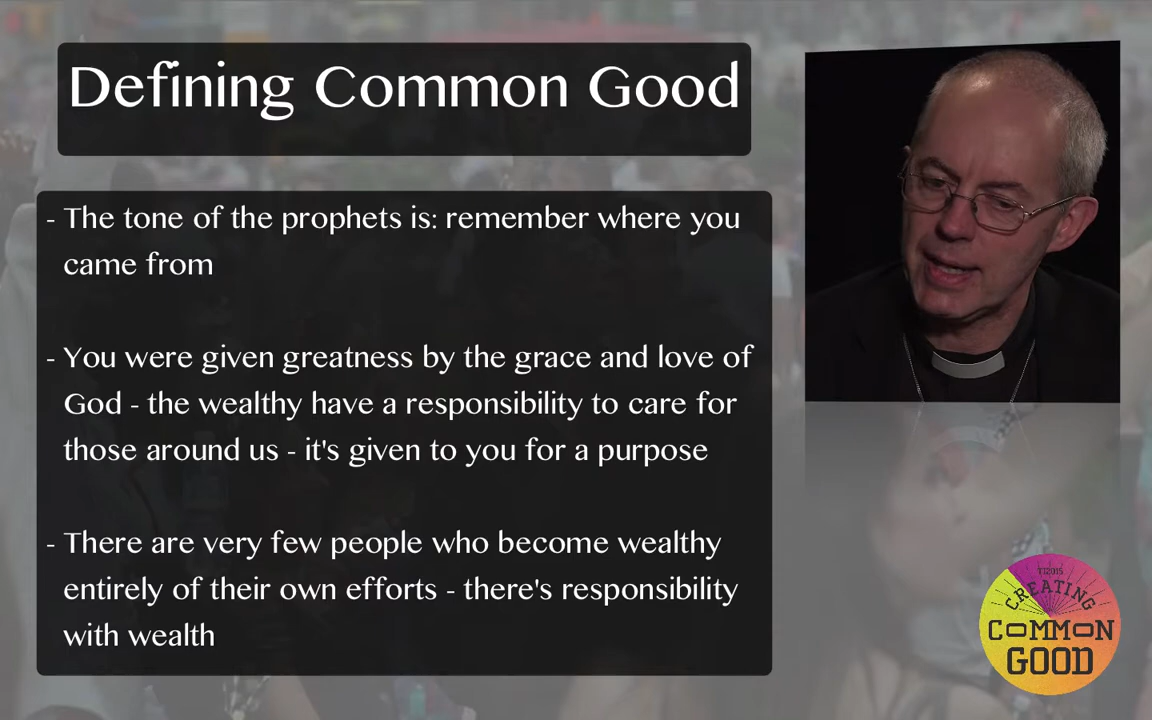 Defining Common Good
- The tone of the prophets is: remember where you
came from
- You were given greatness by the grace and love of
God - the wealthy have a responsibility to care for
those around us - it's given to you for a purpose
- There are very few people who become wealthy
entirely of their own efforts - there's responsibility
with wealth
TI2015
CREATING
COMMON
GOOD